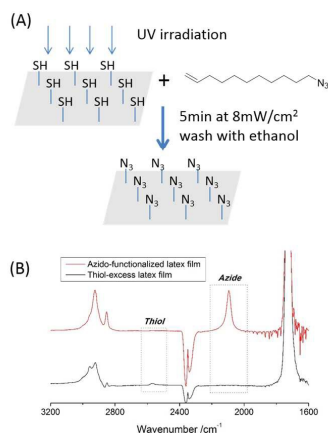 (A)
UV irradiation
SH SH SH
SH SH SH
SH SH SH
+
N₃
5min at 8mW/cm²
wash with ethanol
N₃ N₃ N₃
N₃ N₃ N₃
N₃ N₃ N₃
(B)
Azido-functionalized latex film
Thiol-excess latex film
Azide
Thiol
3200 2800 2400 2000 1600
Wavenumber /cm-1